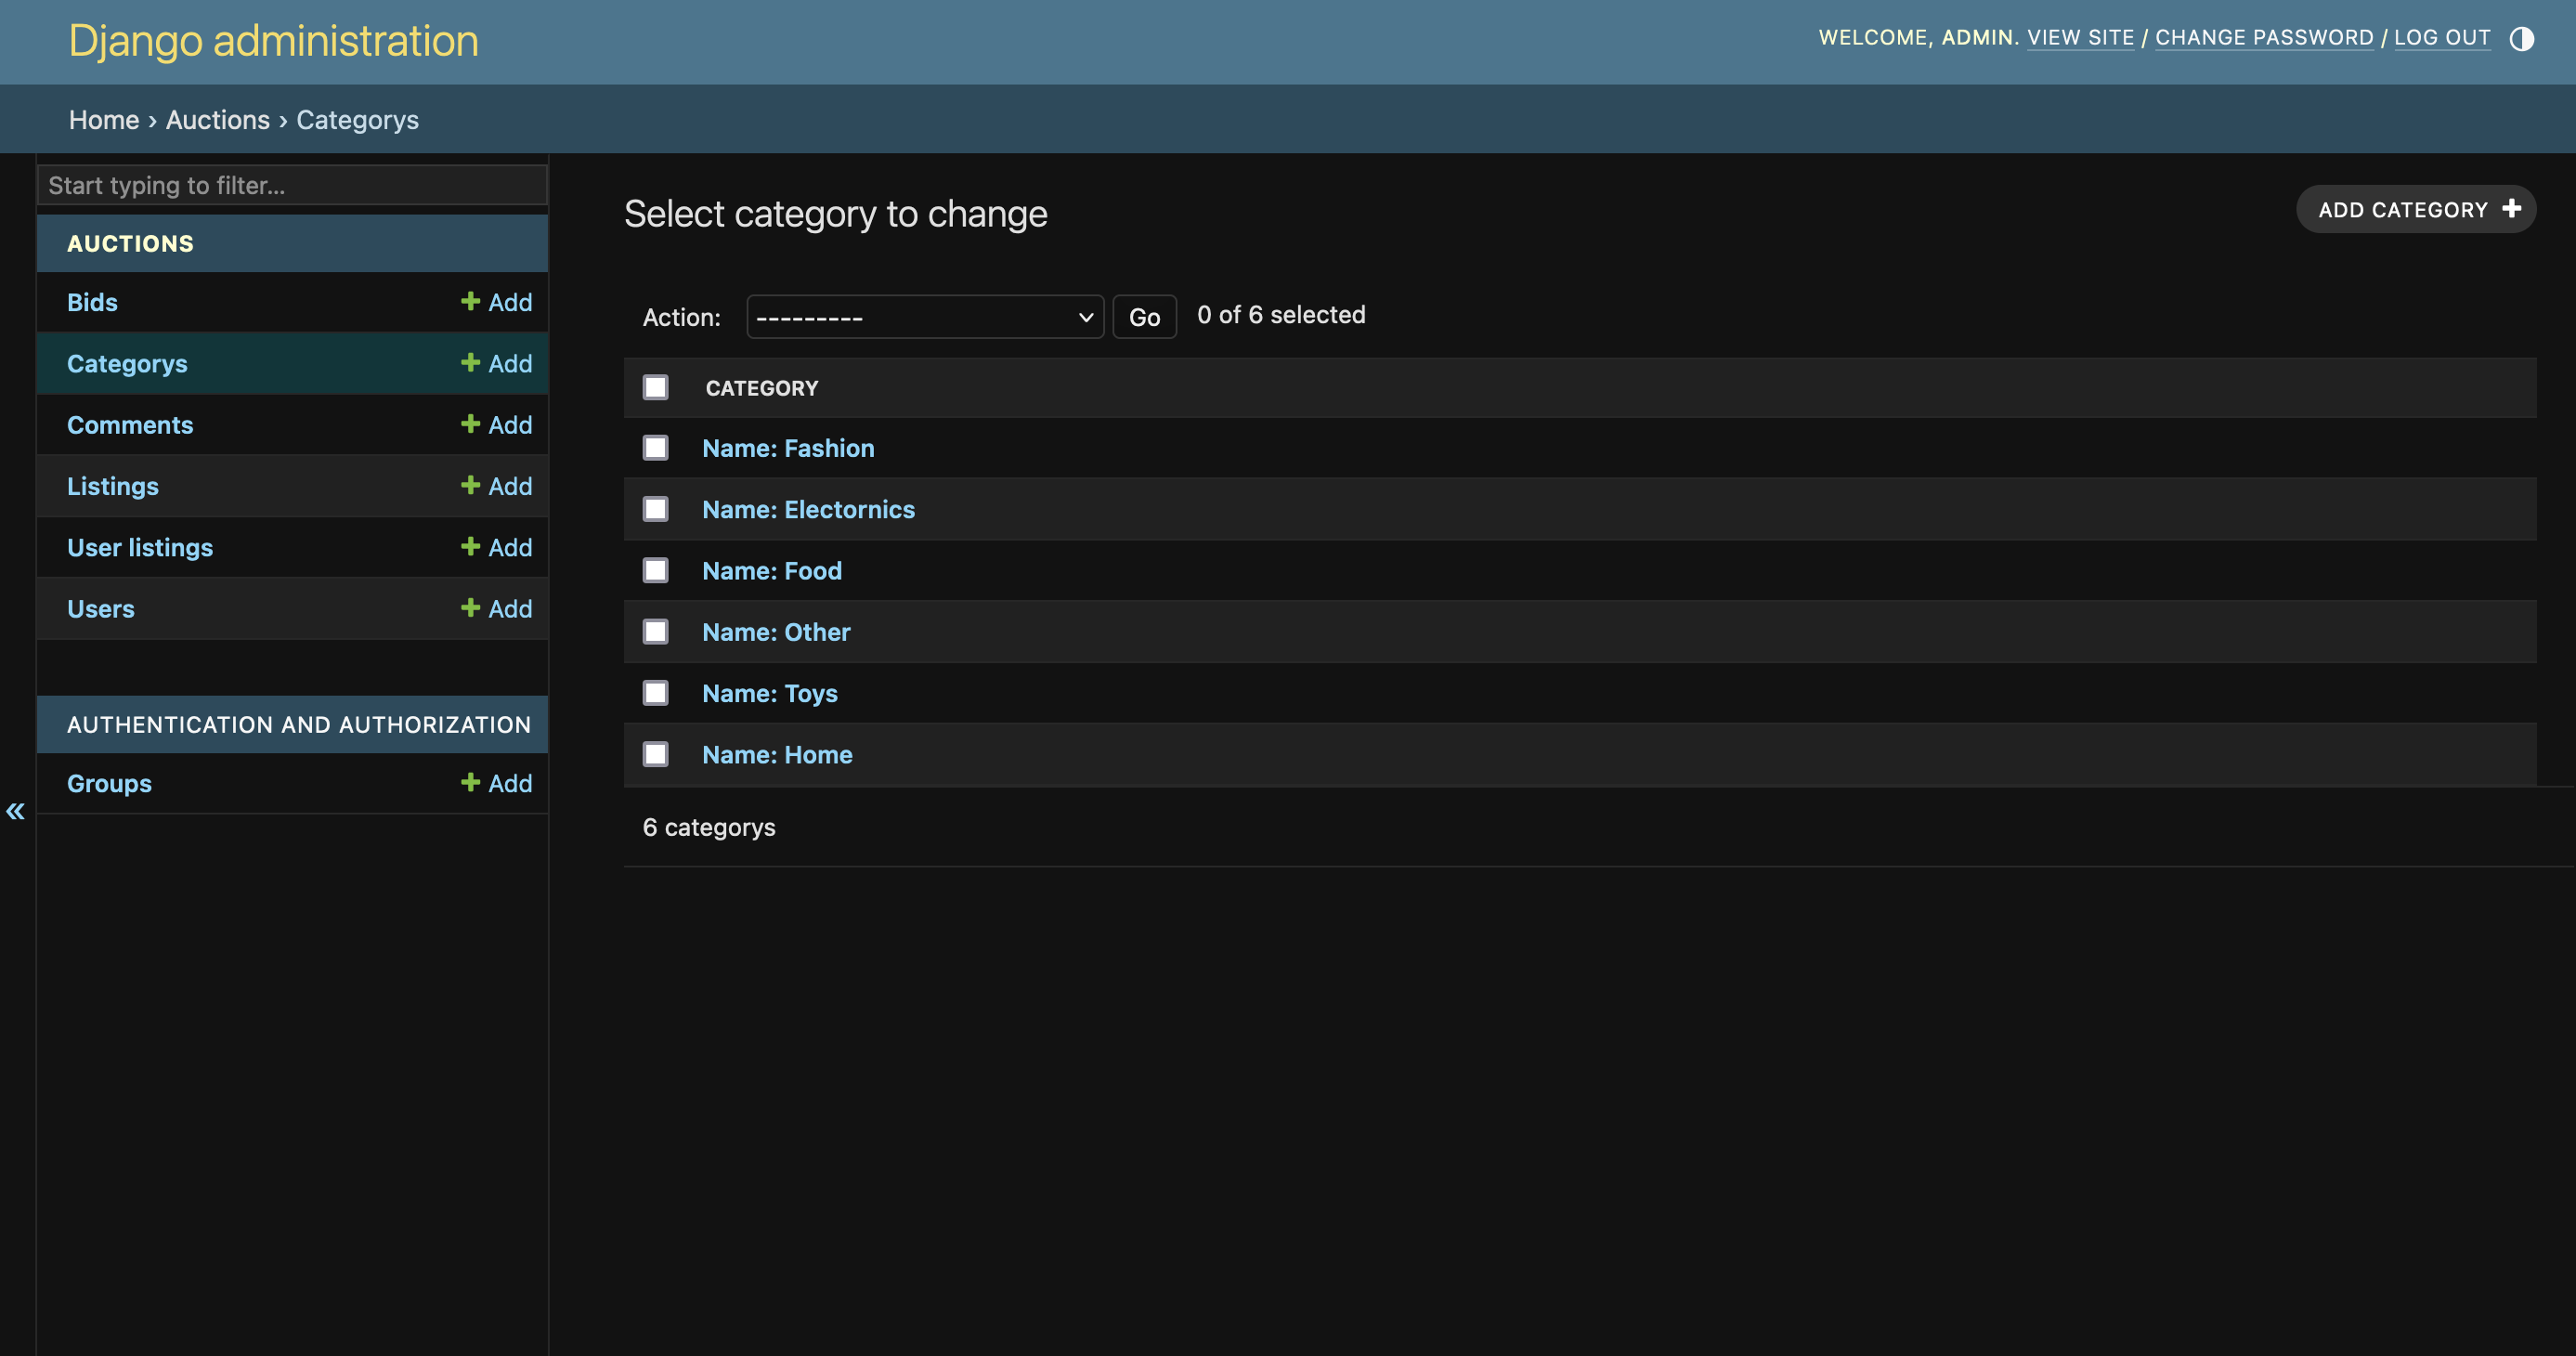 Django administration
WELCOME, ADMIN. VIEW SITE / CHANGE PASSWORD / LOG OUT
Home › Auctions › Categorys
Start typing to filter...
AUCTIONS
Bids + Add
Categorys + Add
Comments + Add
Listings + Add
User listings + Add
Users + Add
AUTHENTICATION AND AUTHORIZATION
Groups + Add
«
Select category to change
ADD CATEGORY +
Action: --------- Go 0 of 6 selected
CATEGORY
Name: Fashion
Name: Electornics
Name: Food
Name: Other
Name: Toys
Name: Home
6 categorys